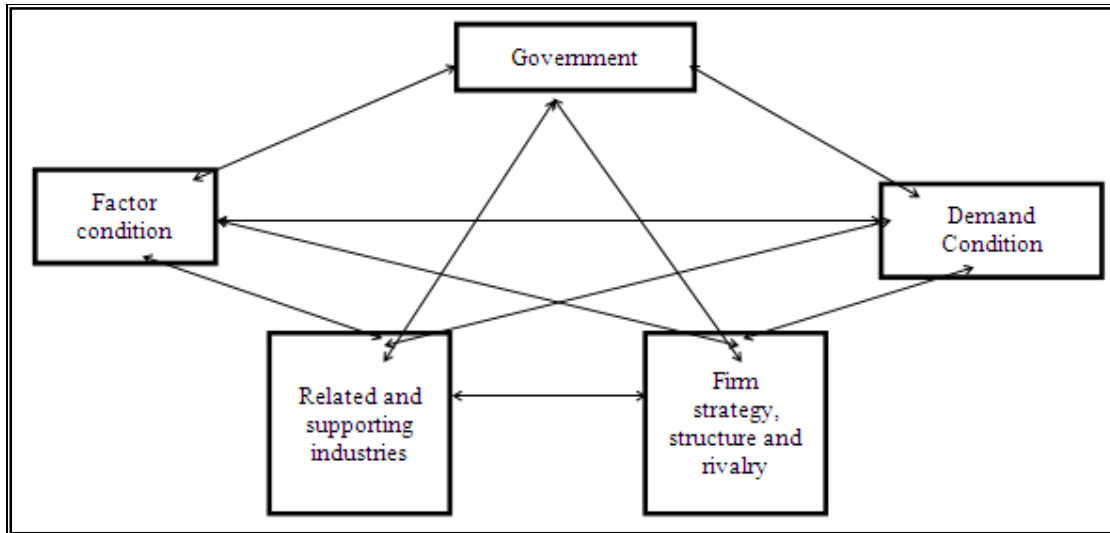 Government
Factor
condition
Demand
Condition
Related and
supporting
industries
Firm
strategy,
structure and
rivalry